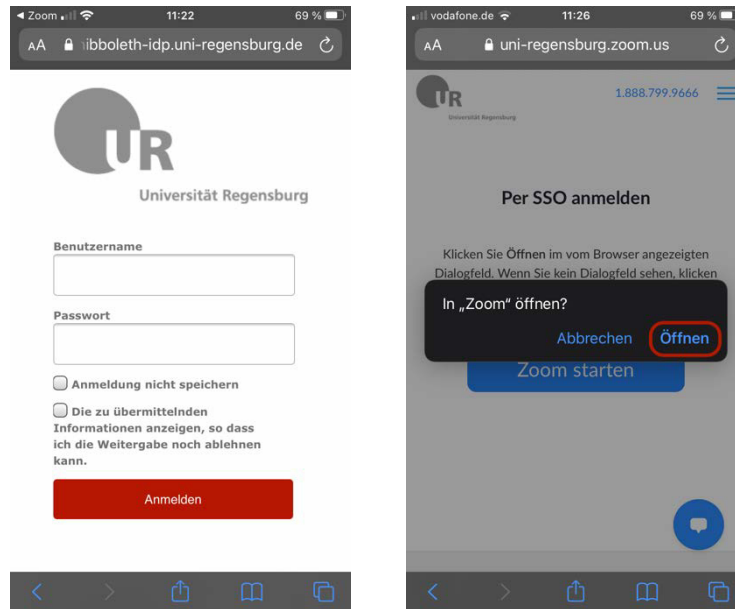 Zoom
11:22
69 %
AA
ibboleth-idp.uni-regensburg.de
UR
Universität Regensburg
Benutzername
Passwort
Anmeldung nicht speichern
Die zu übermittelnden
Informationen anzeigen, so dass
ich die Weitergabe noch ablehnen
kann.
Anmelden
vodafone.de
11:26
69 %
AA
uni-regensburg.zoom.us
UR
Universität Regensburg
1.888.799.9666
Per SSO anmelden
Klicken Sie Öffnen im vom Browser angezeigten
Dialogfeld. Wenn Sie kein Dialogfeld sehen, klicken
In „Zoom“ öffnen?
Abbrechen
Öffnen
Zoom starten